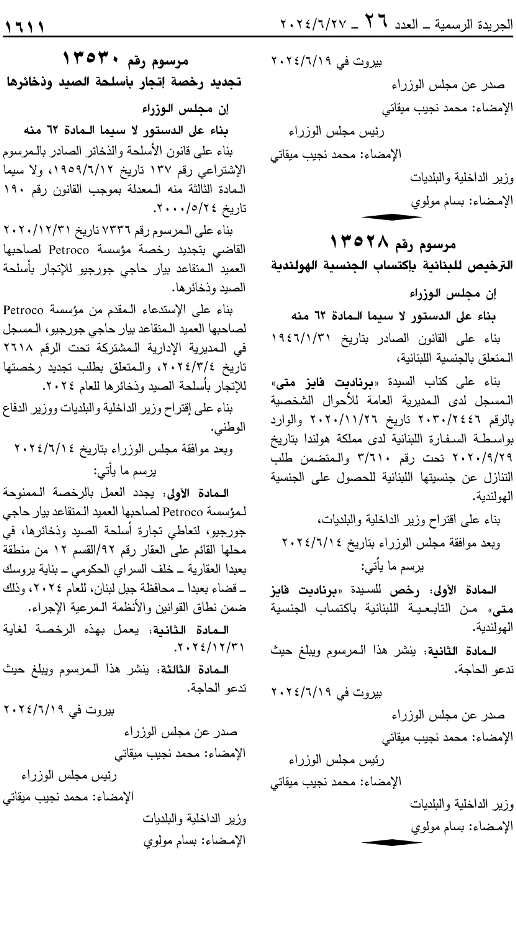 الجريدة الرسمية ــ العدد ٢٦ ــ ٢٠٢٤/٦/٢٧
١٦١١
بيروت في ٢٠٢٤/٦/١٩
صدر عن مجلس الوزراء
الإمضاء: محمد نجيب ميقاتي
رئيس مجلس الوزراء
الإمضاء: محمد نجيب ميقاتي
وزير الداخلية والبلديات
الإمضاء: بسام مولوي
مرسوم رقم ١٣٥٢٨
الترخيص للبنانية بإكتساب الجنسية الهولندية
إن مجلس الوزراء
بناء على الدستور لا سيما المادة ٦٢ منه
بناء على القانون الصادر بتاريخ ١٩٤٦/١/٣١
المتعلق بالجنسية اللبنانية،
بناء على كتاب السيدة «برناديت فايز متى»
المسجل لدى المديرية العامة للأحوال الشخصية
بالرقم ٢٠٣٠/٢٤٤٦ تاريخ ٢٠٢٠/١١/٢٦ والوارد
بواسطة السفارة اللبنانية لدى مملكة هولندا بتاريخ
٢٠٢٠/٩/٢٩ تحت رقم ٣/٦١٠ والمتضمن طلب
التنازل عن جنسيتها اللبنانية للحصول على الجنسية
الهولندية.
بناء على اقتراح وزير الداخلية والبلديات،
وبعد موافقة مجلس الوزراء بتاريخ ٢٠٢٤/٦/١٤
يرسم ما يأتي:
المادة الأولى: رخص للسيدة «برناديت فايز
متى» من التابعية اللبنانية باكتساب الجنسية
الهولندية.
المادة الثانية: ينشر هذا المرسوم ويبلغ حيث
تدعو الحاجة.
بيروت في ٢٠٢٤/٦/١٩
صدر عن مجلس الوزراء
الإمضاء: محمد نجيب ميقاتي
رئيس مجلس الوزراء
الإمضاء: محمد نجيب ميقاتي
وزير الداخلية والبلديات
الإمضاء: بسام مولوي
مرسوم رقم ١٣٥٣٠
تجديد رخصة إتجار بأسلحة الصيد وذخائرها
إن مجلس الوزراء
بناء على الدستور لا سيما المادة ٦٢ منه
بناء على قانون الأسلحة والذخائر الصادر بالمرسوم
الإشتراعي رقم ١٣٧ تاريخ ١٩٥٩/٦/١٢، ولا سيما
المادة الثالثة منه المعدلة بموجب القانون رقم ١٩٠
تاريخ ٢٠٠٠/٥/٢٤.
بناء على المرسوم رقم ٧٣٣٦ تاريخ ٢٠٢٠/١٢/٣١
القاضي بتجديد رخصة مؤسسة Petroco لصاحبها
العميد المتقاعد بيار حاجي جورجيو للإتجار بأسلحة
الصيد وذخائرها.
بناء على الإستدعاء المقدم من مؤسسة Petroco
لصاحبها العميد المتقاعد بيار حاجي جورجيو، المسجل
في المديرية الإدارية المشتركة تحت الرقم ٢٦١٨
تاريخ ٢٠٢٤/٣/٤، والمتعلق بطلب تجديد رخصتها
للإتجار بأسلحة الصيد وذخائرها للعام ٢٠٢٤.
بناء على إقتراح وزير الداخلية والبلديات ووزير الدفاع
الوطني.
وبعد موافقة مجلس الوزراء بتاريخ ٢٠٢٤/٦/١٤
يرسم ما يأتي:
المادة الأولى: يجدد العمل بالرخصة الممنوحة
لمؤسسة Petroco لصاحبها العميد المتقاعد بيار حاجي
جورجيو، لتعاطي تجارة أسلحة الصيد وذخائرها، في
محلها القائم على العقار رقم ٩٢/القسم ١٢ من منطقة
بعبدا العقارية ــ خلف السراي الحكومي ــ بناية بروسك
ــ قضاء بعبدا ــ محافظة جبل لبنان، للعام ٢٠٢٤، وذلك
ضمن نطاق القوانين والأنظمة المرعية الإجراء.
المادة الثانية: يعمل بهذه الرخصة لغاية
٢٠٢٤/١٢/٣١.
المادة الثالثة: ينشر هذا المرسوم ويبلغ حيث
تدعو الحاجة.
بيروت في ٢٠٢٤/٦/١٩
صدر عن مجلس الوزراء
الإمضاء: محمد نجيب ميقاتي
رئيس مجلس الوزراء
الإمضاء: محمد نجيب ميقاتي
وزير الداخلية والبلديات
الإمضاء: بسام مولوي